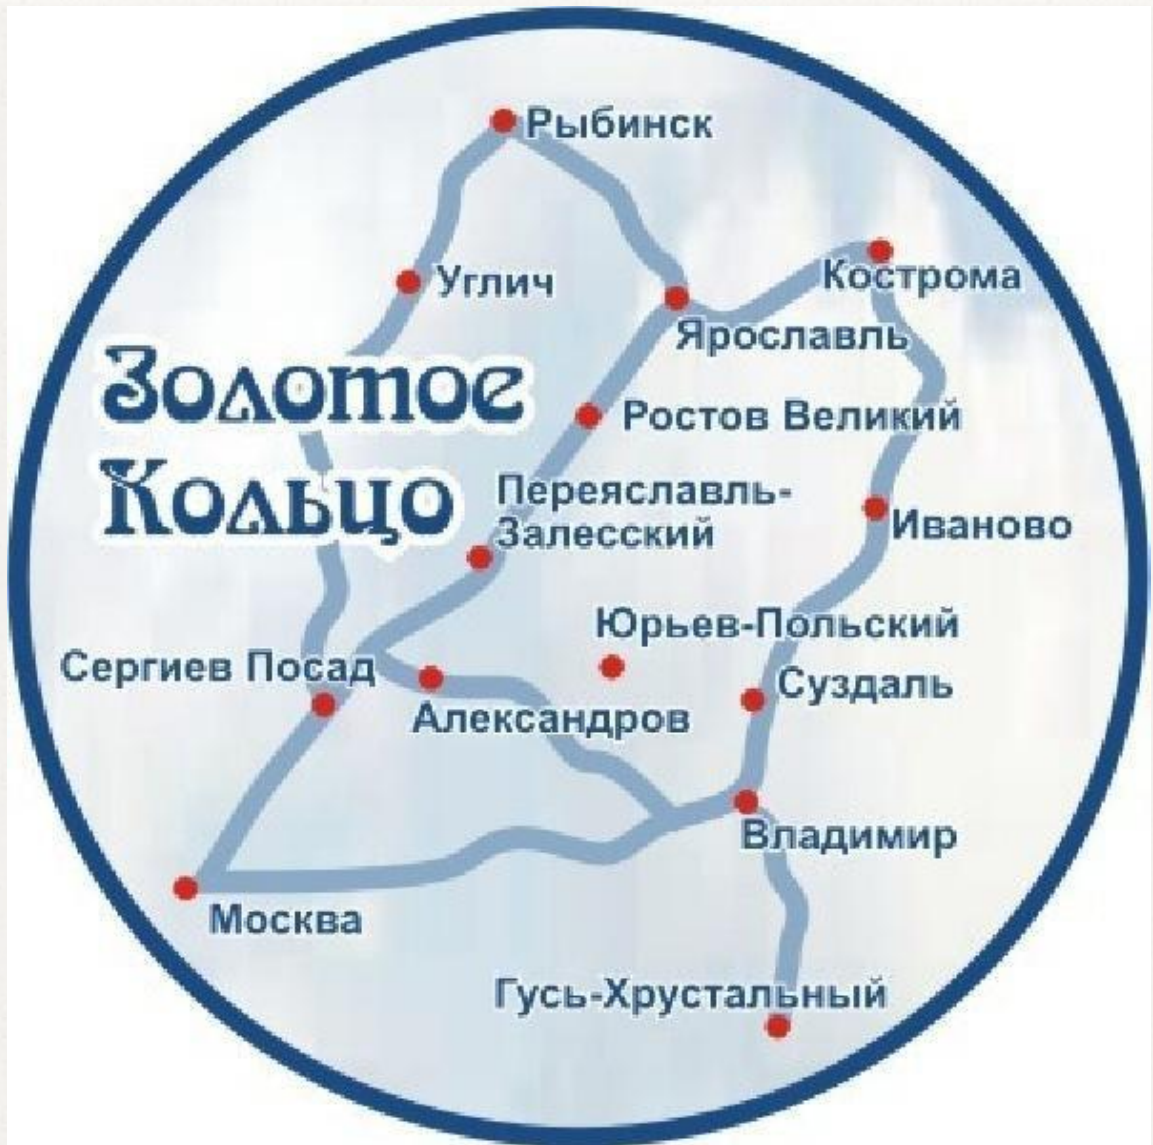 Рыбинск
Углич
Кострома
Ярославль
Золотое
Кольцо
Ростов Великий
Переяславль-
Залесский
Иваново
Юрьев-Польский
Сергиев Посад
Суздаль
Александров
Владимир
Москва
Гусь-Хрустальный